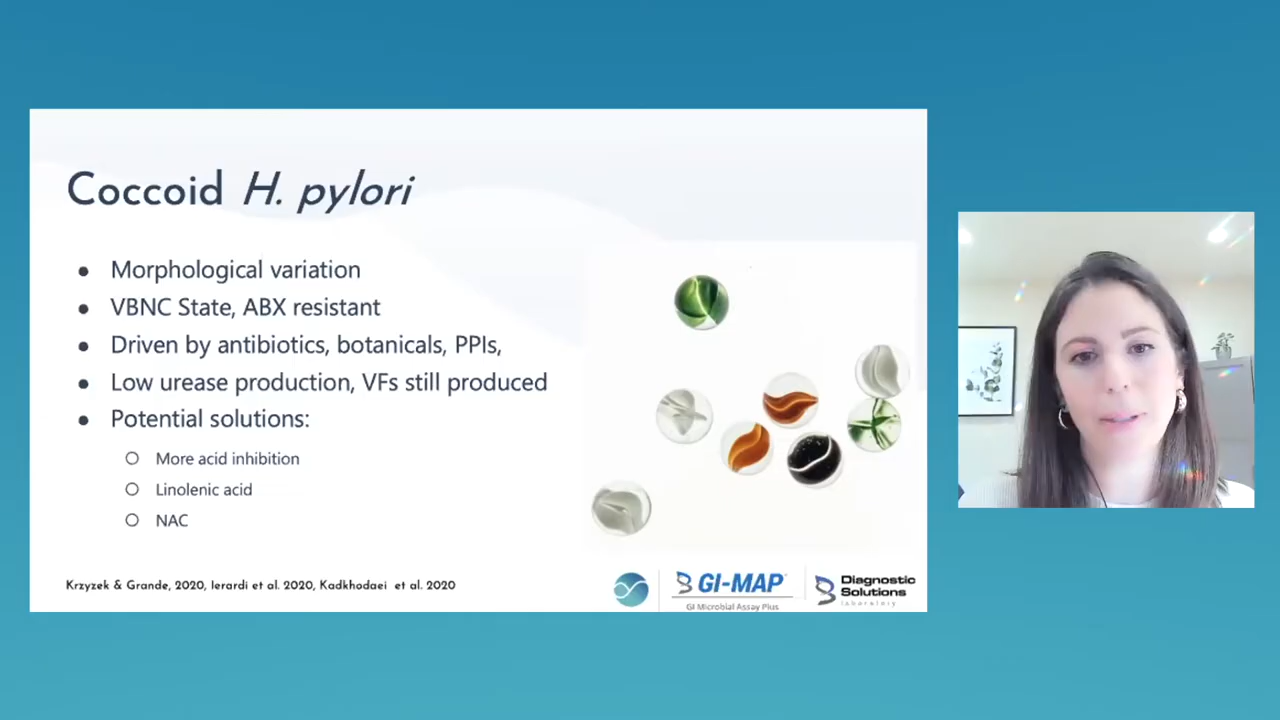 Coccoid H. pylori
● Morphological variation
● VBNC State, ABX resistant
● Driven by antibiotics, botanicals, PPIs,
● Low urease production, VFs still produced
● Potential solutions:
○ More acid inhibition
○ Linolenic acid
○ NAC
Krzyzek & Grande, 2020, Ierardi et al. 2020, Kadkhodaei et al. 2020
GI-MAP™
GI Microbial Assay Plus
Diagnostic
Solutions
laboratory